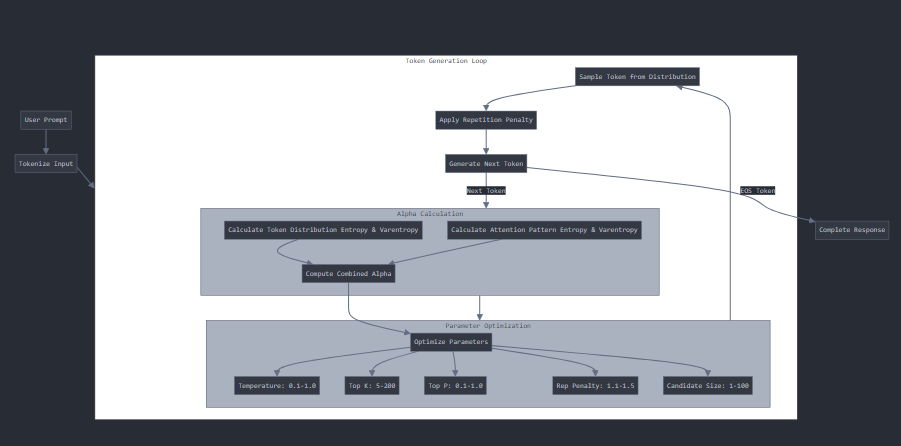 Token Generation Loop
Sample Token from Distribution
User Prompt
Apply Repetition Penalty
Tokenize Input
Generate Next Token
Next Token
EOS Token
Alpha Calculation
Calculate Token Distribution Entropy & Varentropy
Calculate Attention Pattern Entropy & Varentropy
Complete Response
Compute Combined Alpha
Parameter Optimization
Optimize Parameters
Temperature: 0.1-1.0
Top K: 5-200
Top P: 0.1-1.0
Rep Penalty: 1.1-1.5
Candidate Size: 1-100